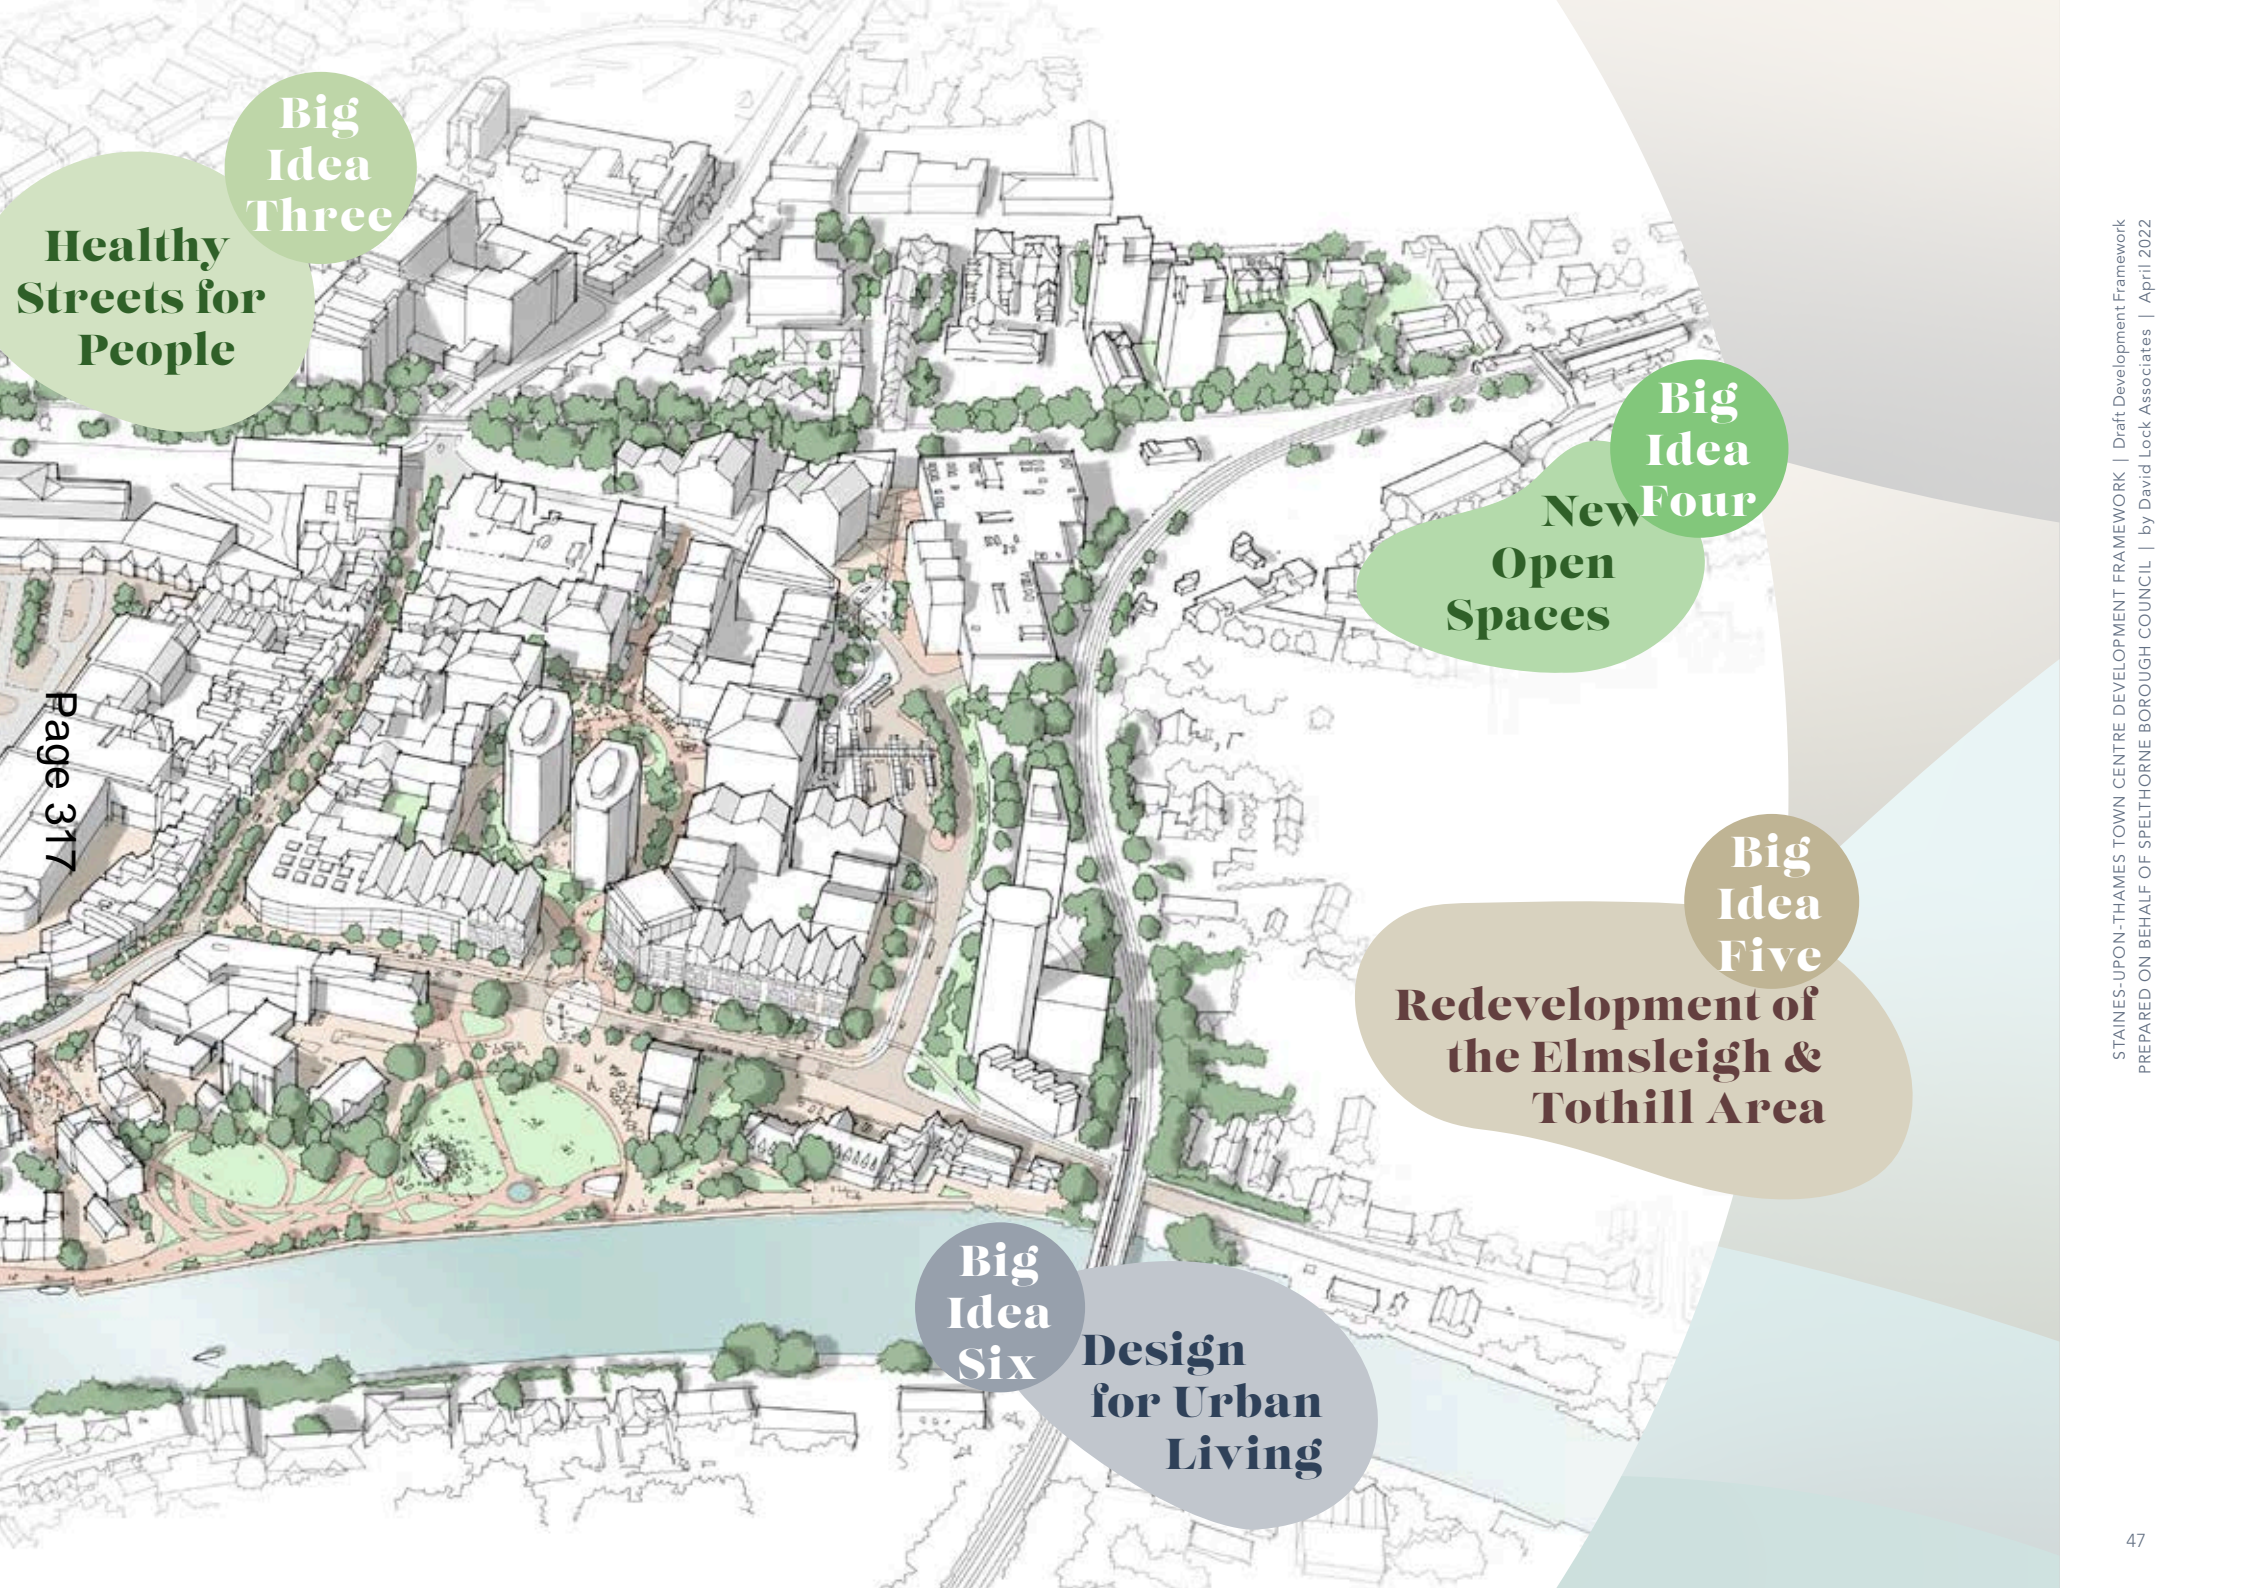 Big
Idea
Three
Healthy
Streets for
People
Big
Idea
Four
New
Open
Spaces
Big
Idea
Five
Redevelopment of
the Elmsleigh &
Tothill Area
Big
Idea
Six
Design
for Urban
Living
Page 317
STAINES-UPON-THAMES TOWN CENTRE DEVELOPMENT FRAMEWORK | Draft Development Framework
PREPARED ON BEHALF OF SPELTHORNE BOROUGH COUNCIL | by David Lock Associates | April 2022
47